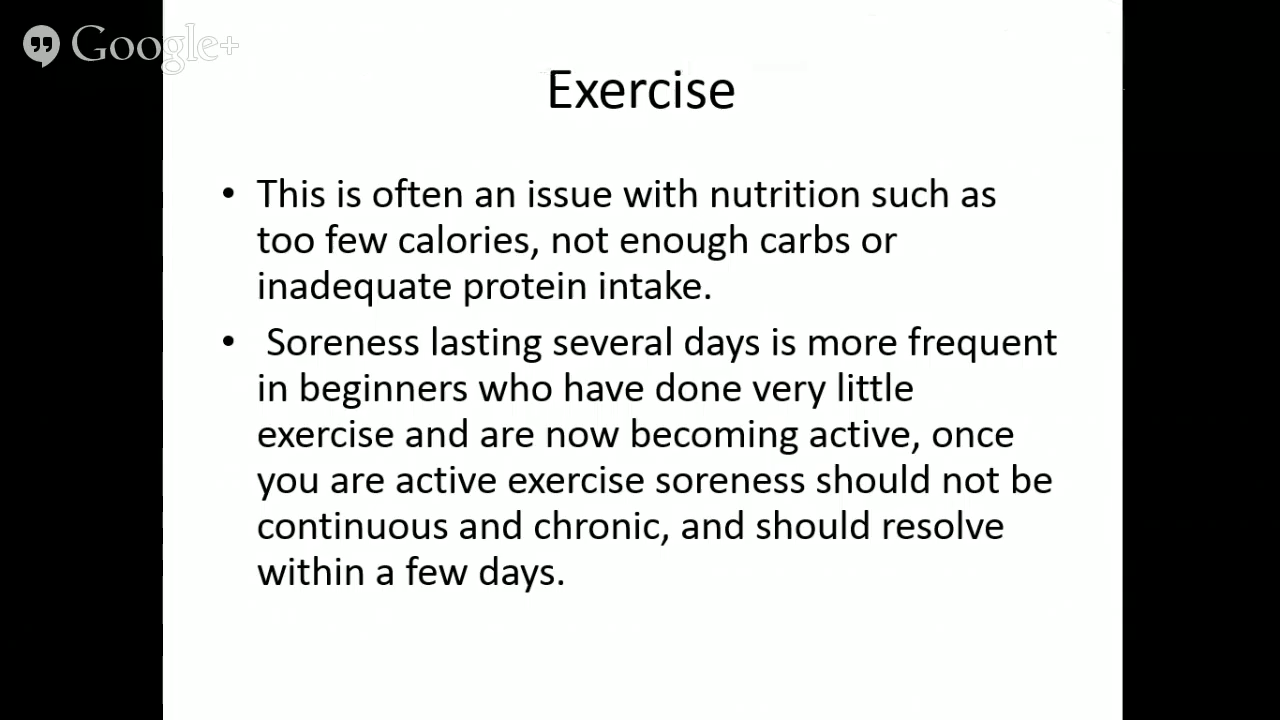 Google+
Exercise
• This is often an issue with nutrition such as
too few calories, not enough carbs or
inadequate protein intake.
• Soreness lasting several days is more frequent
in beginners who have done very little
exercise and are now becoming active, once
you are active exercise soreness should not be
continuous and chronic, and should resolve
within a few days.